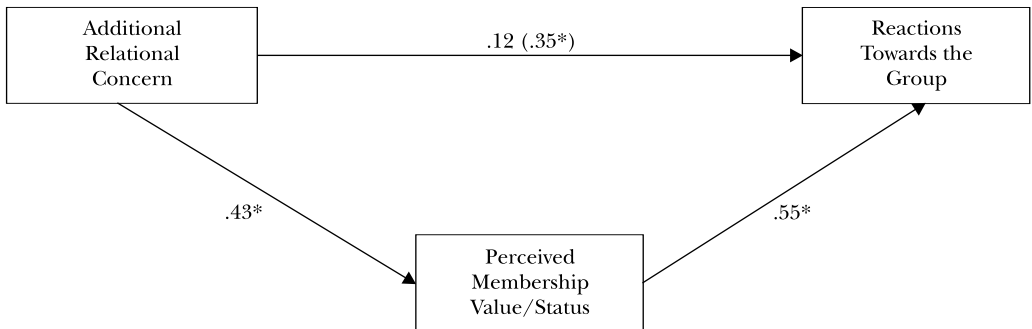 Additional
Relational
Concern
.12 (.35*)
Reactions
Towards the
Group
.43*
.55*
Perceived
Membership
Value/Status